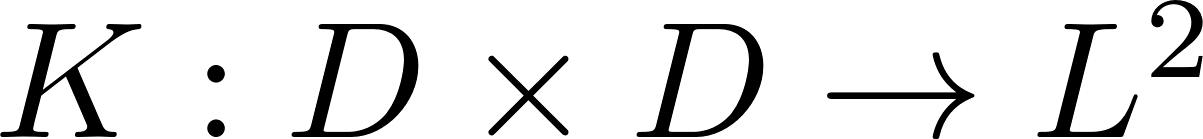 K : D × D → L²